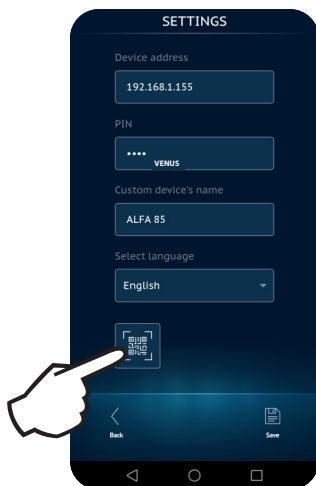 SETTINGS
Device address
192.168.1.155
PIN
••••
VENUS
Custom device's name
ALFA 85
Select language
English
Back
Save